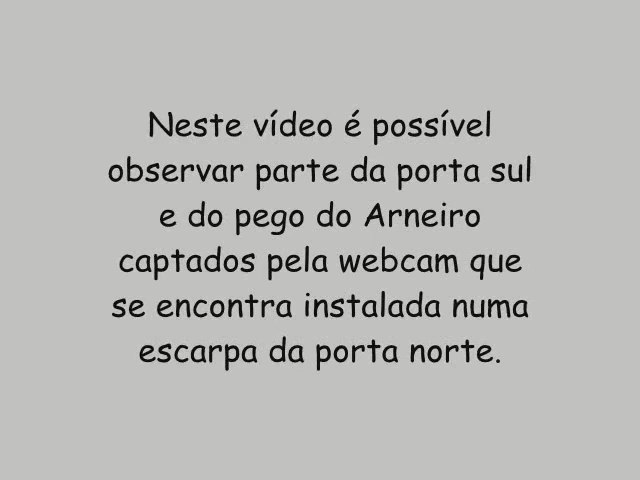 Neste vídeo é possível
observar parte da porta sul
e do pego do Arneiro
captados pela webcam que
se encontra instalada numa
escarpa da porta norte.